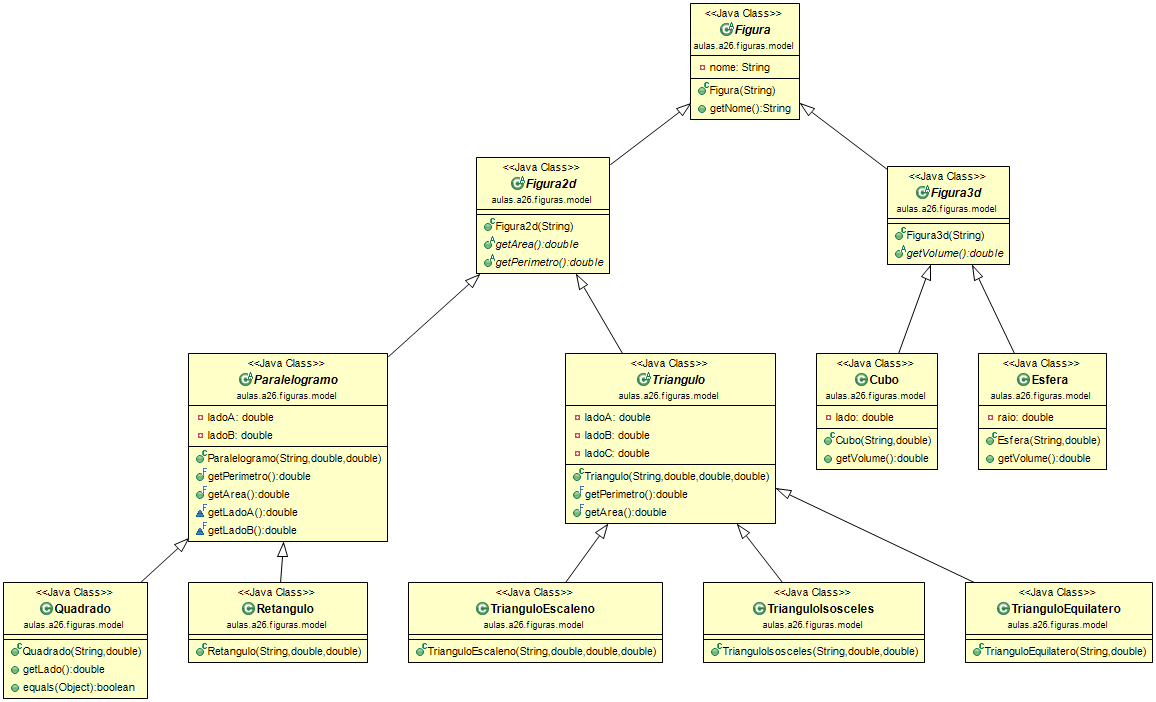 <<Java Class>>
Figura
aulas.a26.figuras.model
nome: String
Figura(String)
getNome():String
<<Java Class>>
Figura2d
aulas.a26.figuras.model
Figura2d(String)
getArea():double
getPerimetro():double
<<Java Class>>
Figura3d
aulas.a26.figuras.model
Figura3d(String)
getVolume():double
<<Java Class>>
Paralelogramo
aulas.a26.figuras.model
ladoA: double
ladoB: double
Paralelogramo(String,double,double)
getPerimetro():double
getArea():double
getLadoA():double
getLadoB():double
<<Java Class>>
Triangulo
aulas.a26.figuras.model
ladoA: double
ladoB: double
ladoC: double
Triangulo(String,double,double,double)
getPerimetro():double
getArea():double
<<Java Class>>
Cubo
aulas.a26.figuras.model
lado: double
Cubo(String,double)
getVolume():double
<<Java Class>>
Esfera
aulas.a26.figuras.model
raio: double
Esfera(String,double)
getVolume():double
<<Java Class>>
Quadrado
aulas.a26.figuras.model
Quadrado(String,double)
getLado():double
equals(Object):boolean
<<Java Class>>
Retangulo
aulas.a26.figuras.model
Retangulo(String,double,double)
<<Java Class>>
TrianguloEscaleno
aulas.a26.figuras.model
TrianguloEscaleno(String,double,double,double)
<<Java Class>>
TrianguloIsosceles
aulas.a26.figuras.model
TrianguloIsosceles(String,double,double)
<<Java Class>>
TrianguloEquilatero
aulas.a26.figuras.model
TrianguloEquilatero(String,double)